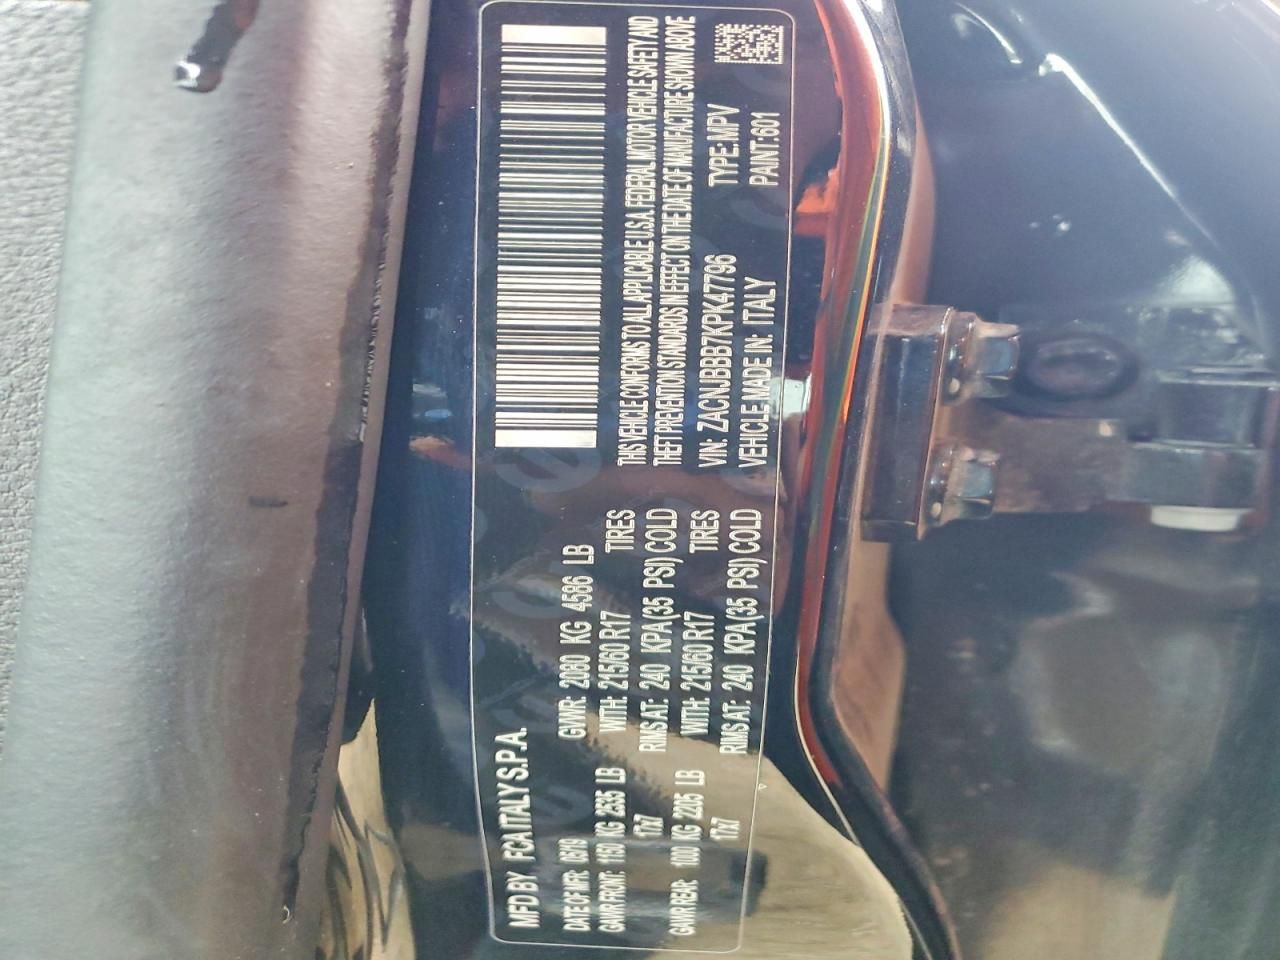 MFD BY FCA ITALY S.P.A.
DATE OF MFR: 05/19 GVWR: 2080 KG 4586 LB
GAWR FRONT: 1150 KG 2535 LB WITH: 215/60 R17 TIRES
17x7 RIMS AT: 240 KPA(35 PSI)COLD
GAWR REAR: 1000 KG 2205 LB WITH: 215/60 R17 TIRES
17x7 RIMS AT: 240 KPA(35 PSI)COLD
THIS VEHICLE CONFORMS TO ALL APPLICABLE U.S.A. FEDERAL MOTOR VEHICLE SAFETY AND
THEFT PREVENTION STANDARDS IN EFFECT ON THE DATE OF MANUFACTURE SHOWN ABOVE
VIN: ZACNJBBB7KPK47796 TYPE: MPV
VEHICLE MADE IN: ITALY PAINT:601